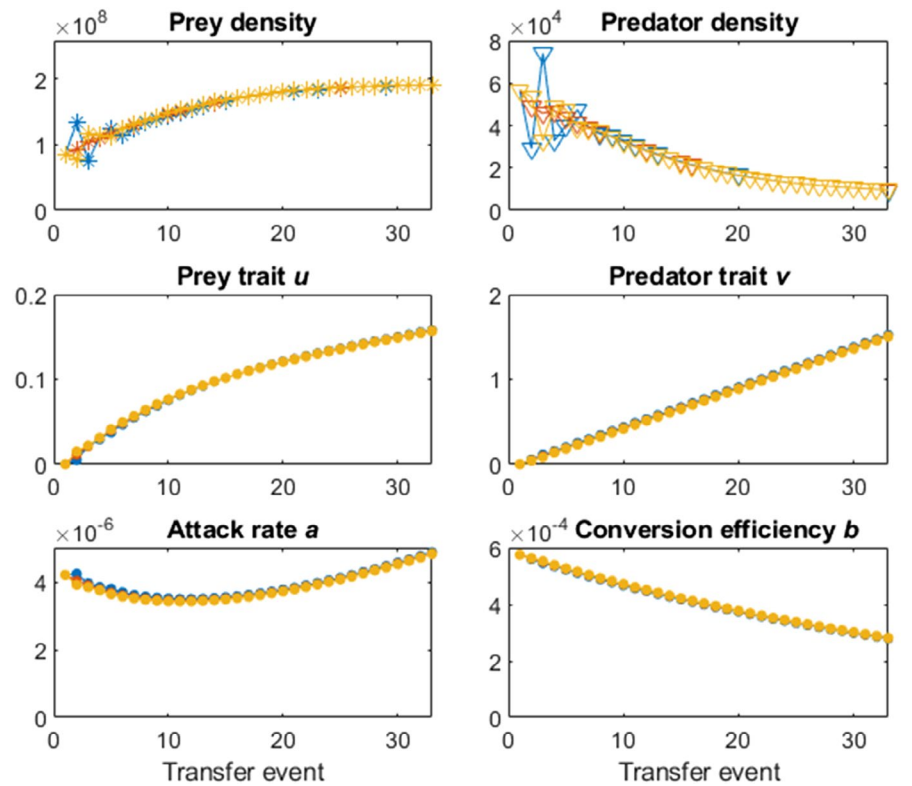 ×10^8 Prey density
2
1
0
0 10 20 30
×10^4 Predator density
8
6
4
2
0
0 10 20 30
Prey trait u
0.2
0.1
0
0 10 20 30
Predator trait v
2
1
0
0 10 20 30
×10^-6 Attack rate a
4
2
0
0 10 20 30
Transfer event
×10^-4 Conversion efficiency b
6
4
2
0
0 10 20 30
Transfer event